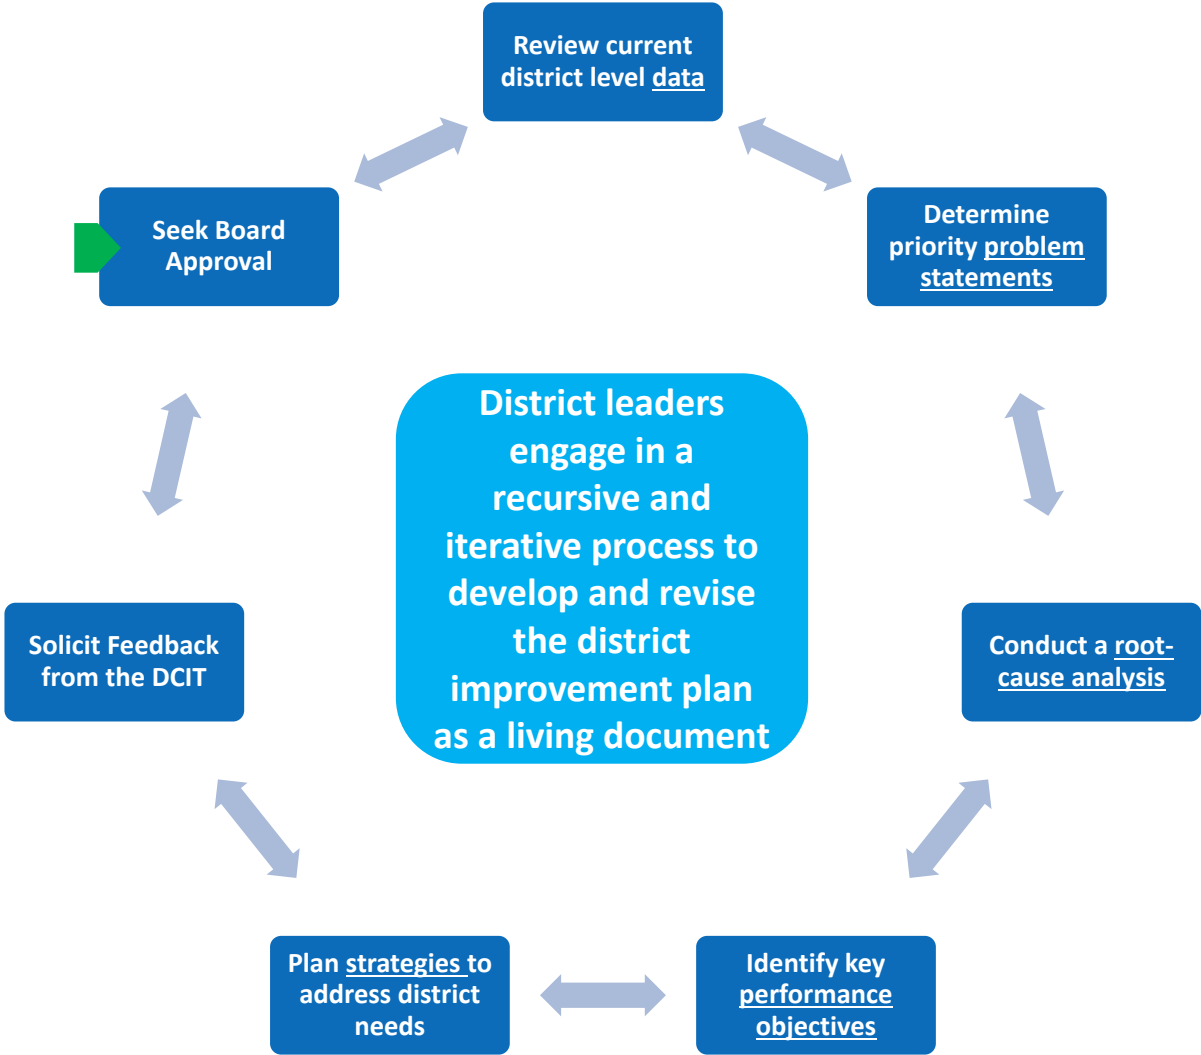 Review current
district level data
Determine
priority problem
statements
Conduct a root-
cause analysis
Identify key
performance
objectives
Plan strategies to
address district
needs
Solicit Feedback
from the DCIT
Seek Board
Approval
District leaders
engage in a
recursive and
iterative process to
develop and revise
the district
improvement plan
as a living document